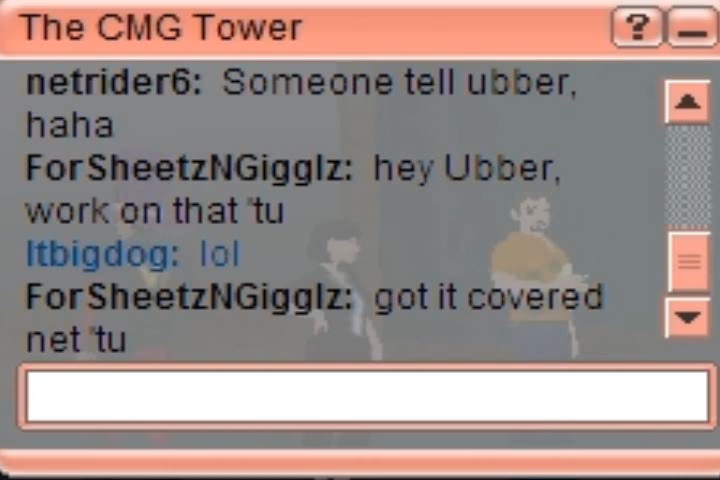 The CMG Tower
?
netrider6: Someone tell ubber,
haha
ForSheetzNGigglz: hey Ubber,
work on that 'tu
ltbigdog: lol
ForSheetzNGigglz: got it covered
net 'tu